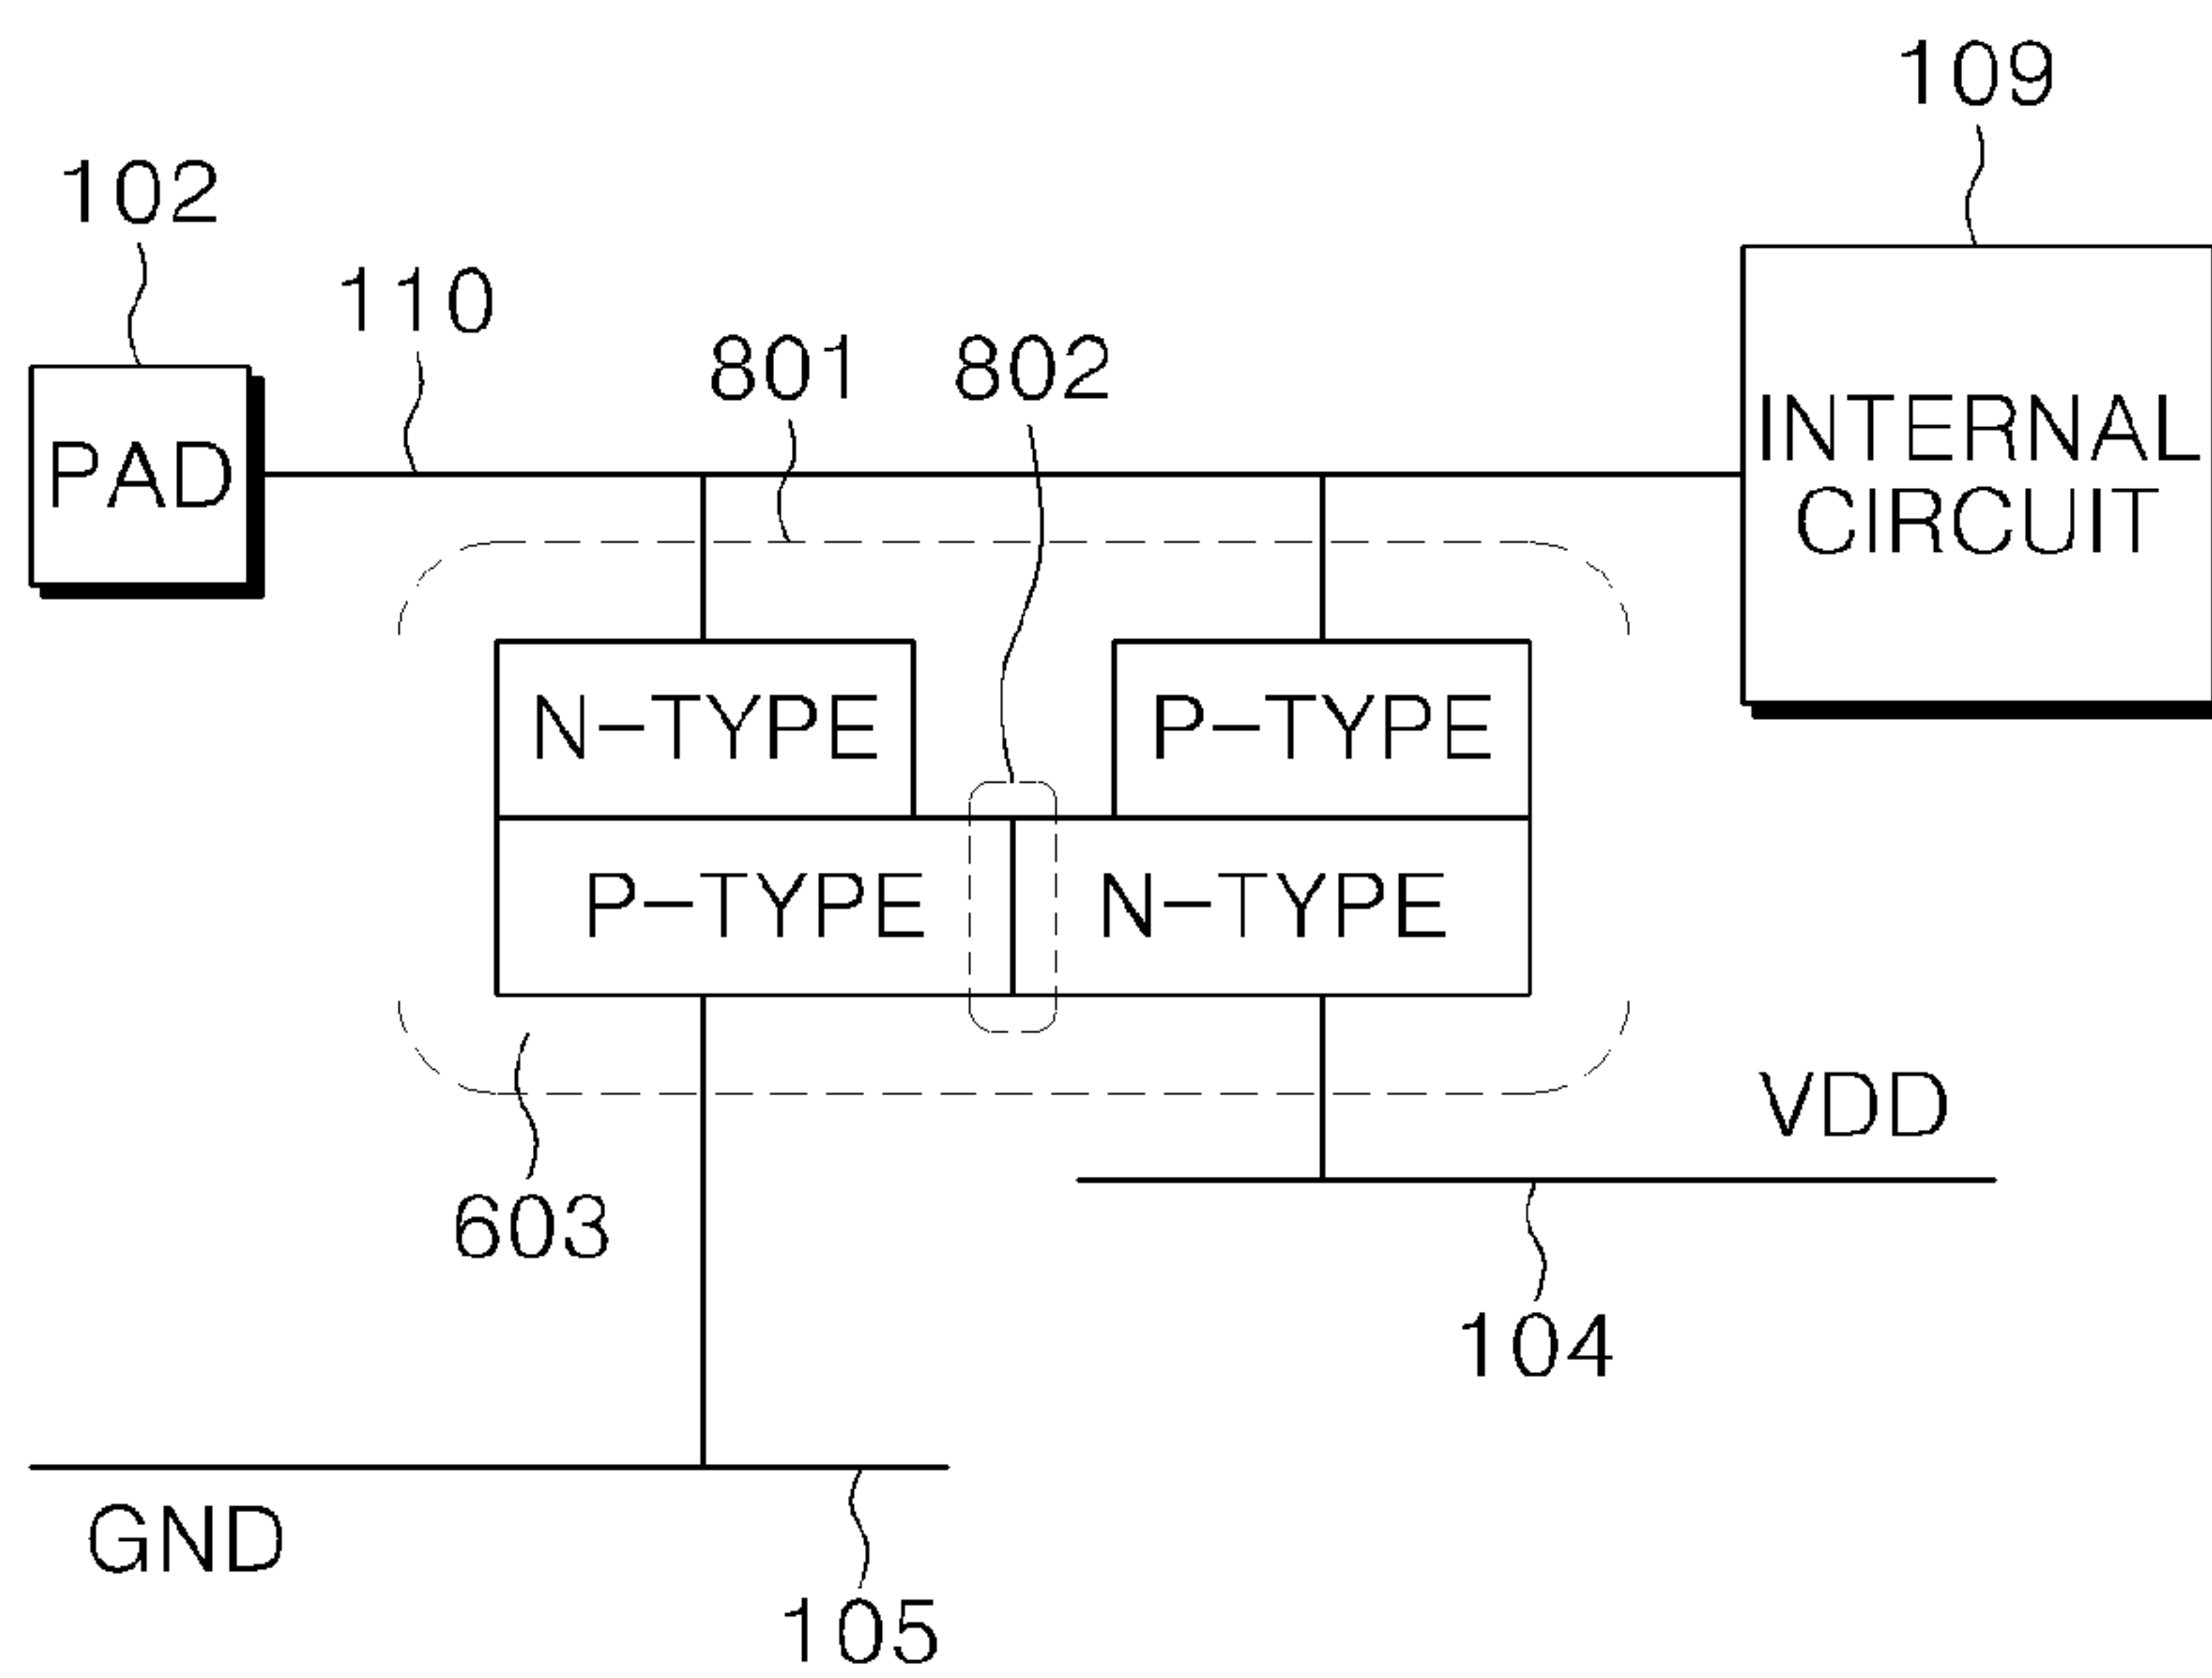 109
102
110
801 802
PAD
INTERNAL
CIRCUIT
N-TYPE P-TYPE
P-TYPE N-TYPE
VDD
603
104
GND
105